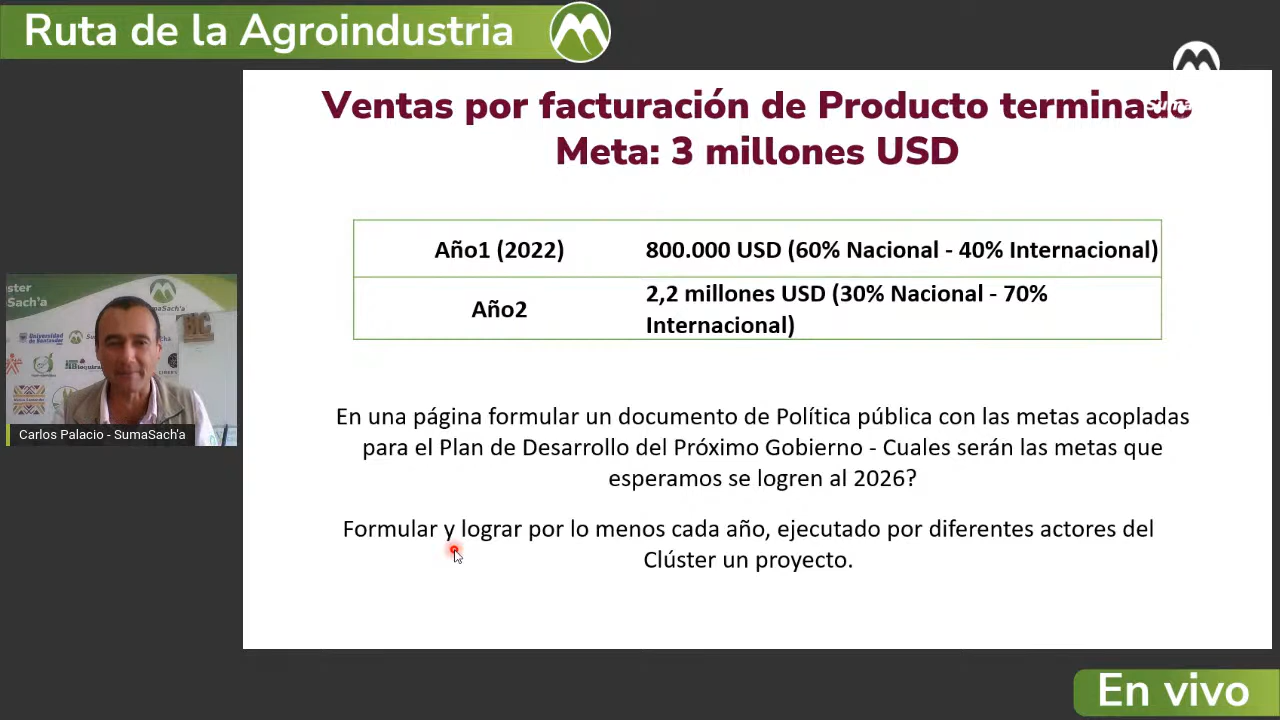 Ruta de la Agroindustria
Ventas por facturación de Producto terminado
Meta: 3 millones USD
Año1 (2022)
800.000 USD (60% Nacional - 40% Internacional)
Año2
2,2 millones USD (30% Nacional - 70%
Internacional)
En una página formular un documento de Política pública con las metas acopladas
para el Plan de Desarrollo del Próximo Gobierno - Cuales serán las metas que
esperamos se logren al 2026?
Formular y lograr por lo menos cada año, ejecutado por diferentes actores del
Clúster un proyecto.
Universidad
de Santander
BIC
Carlos Palacio - SumaSach'a
En vivo